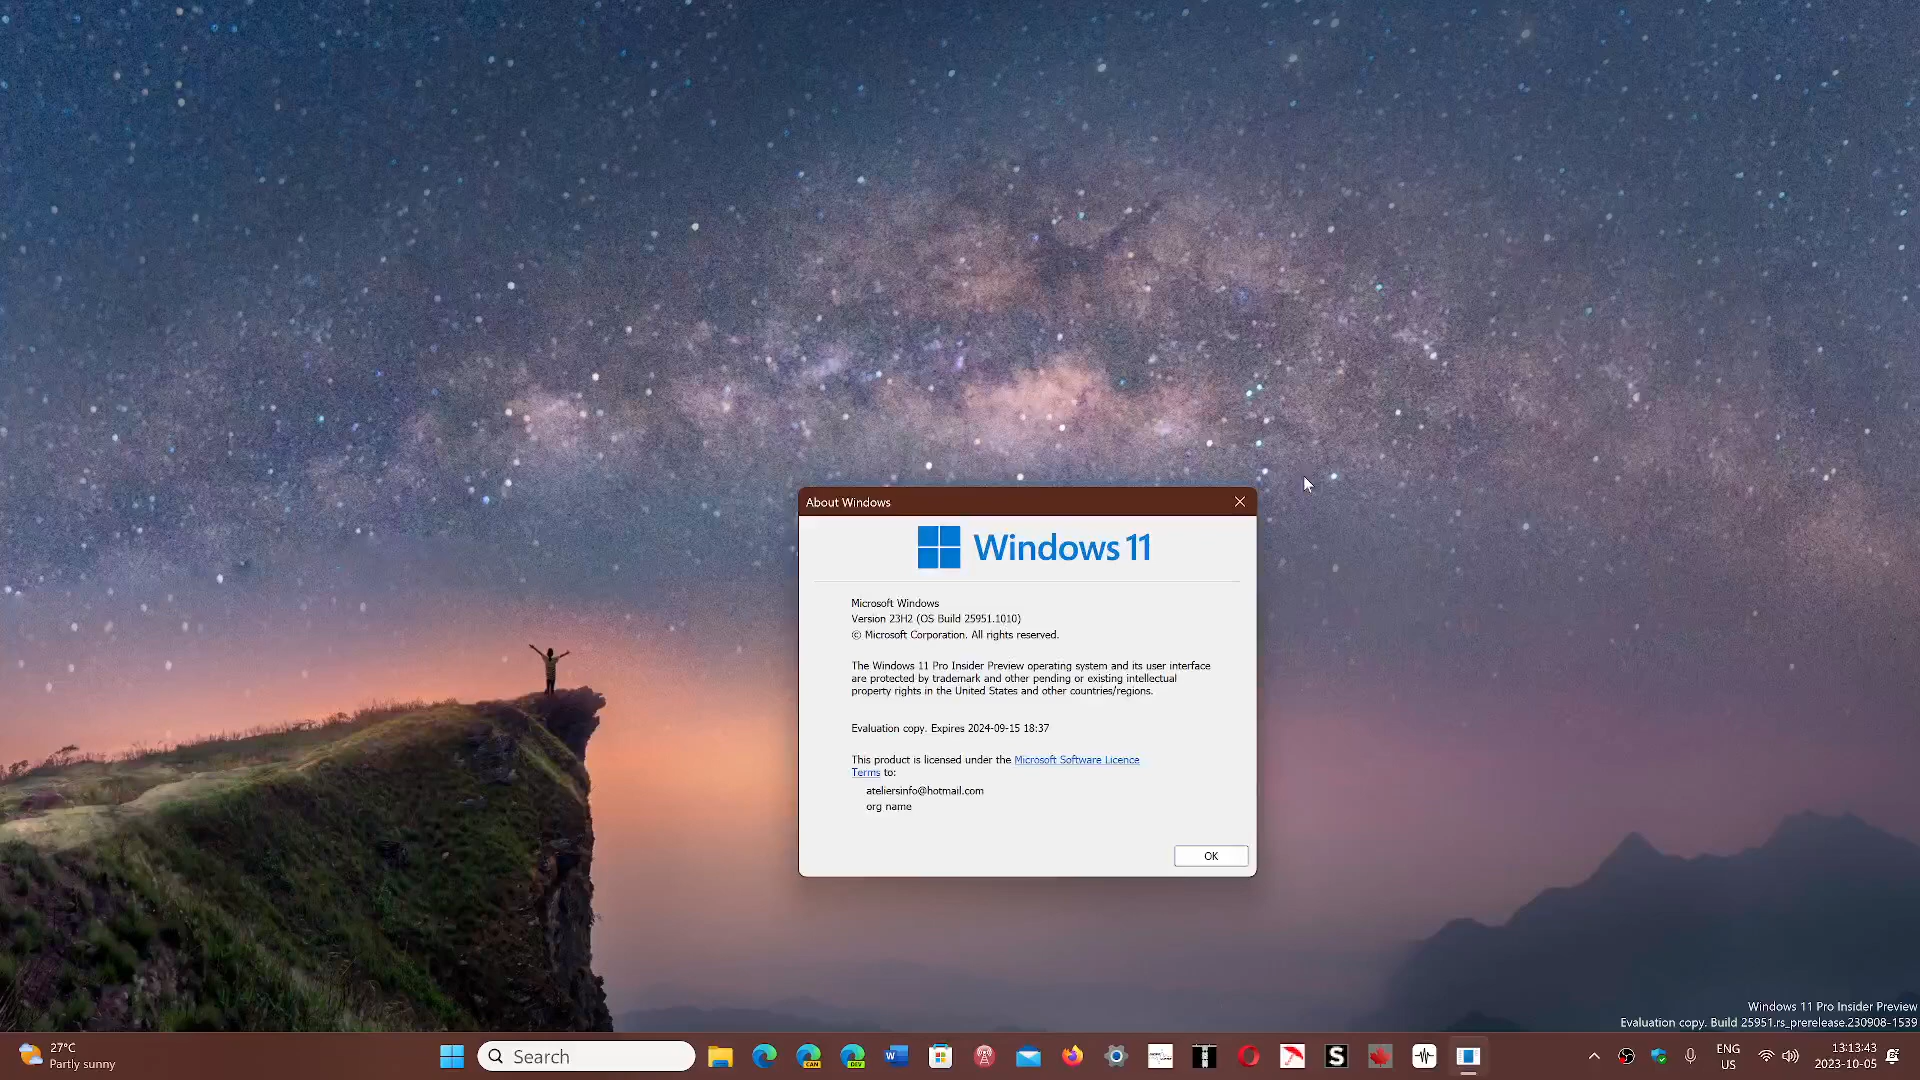 About Windows
Windows 11
Microsoft Windows
Version 23H2 (OS Build 25951.1010)
© Microsoft Corporation. All rights reserved.
The Windows 11 Pro Insider Preview operating system and its user interface
are protected by trademark and other pending or existing intellectual
property rights in the United States and other countries/regions.
Evaluation copy. Expires 2024-09-15 18:37
This product is licensed under the Microsoft Software Licence
Terms to:
ateliersinfo@hotmail.com
org name
OK
Windows 11 Pro Insider Preview
Evaluation copy. Build 25951.rs_prerelease.230908-1539
27°C
Partly sunny
Search
CAN
DEV
W
S
ENG
US
13:13:43
2023-10-05